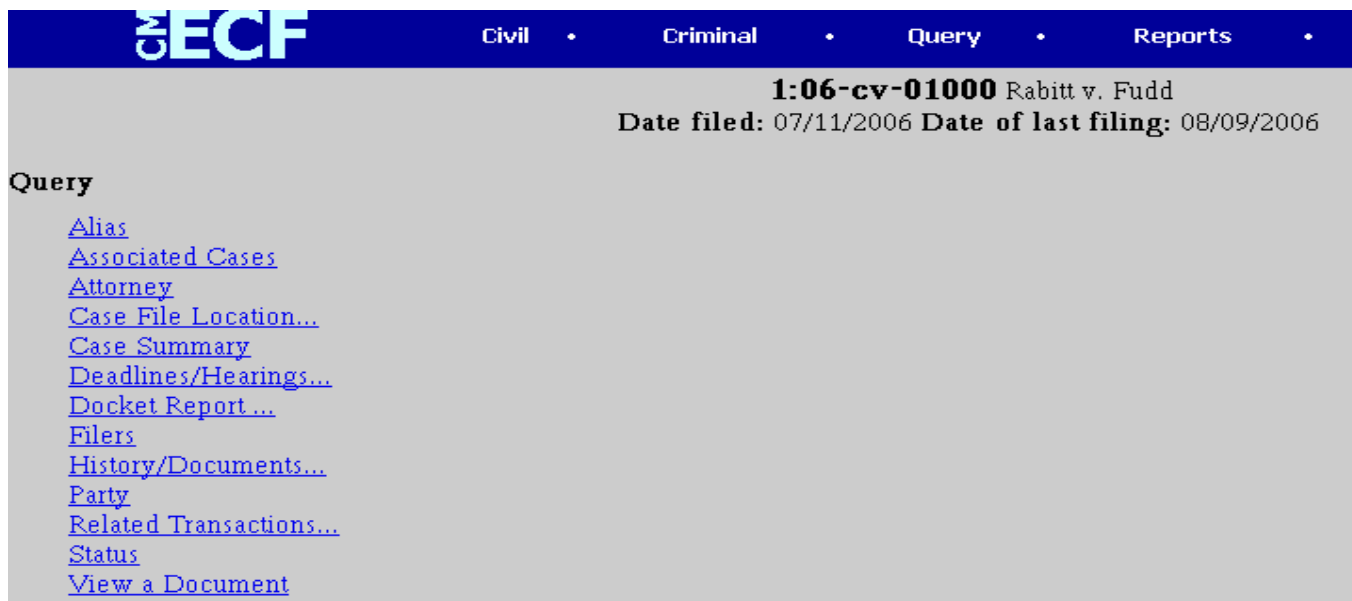 CM ECF Civil • Criminal • Query • Reports •
1:06-cv-01000 Rabitt v. Fudd
Date filed: 07/11/2006 Date of last filing: 08/09/2006
Query
Alias
Associated Cases
Attorney
Case File Location...
Case Summary
Deadlines/Hearings...
Docket Report ...
Filers
History/Documents...
Party
Related Transactions...
Status
View a Document